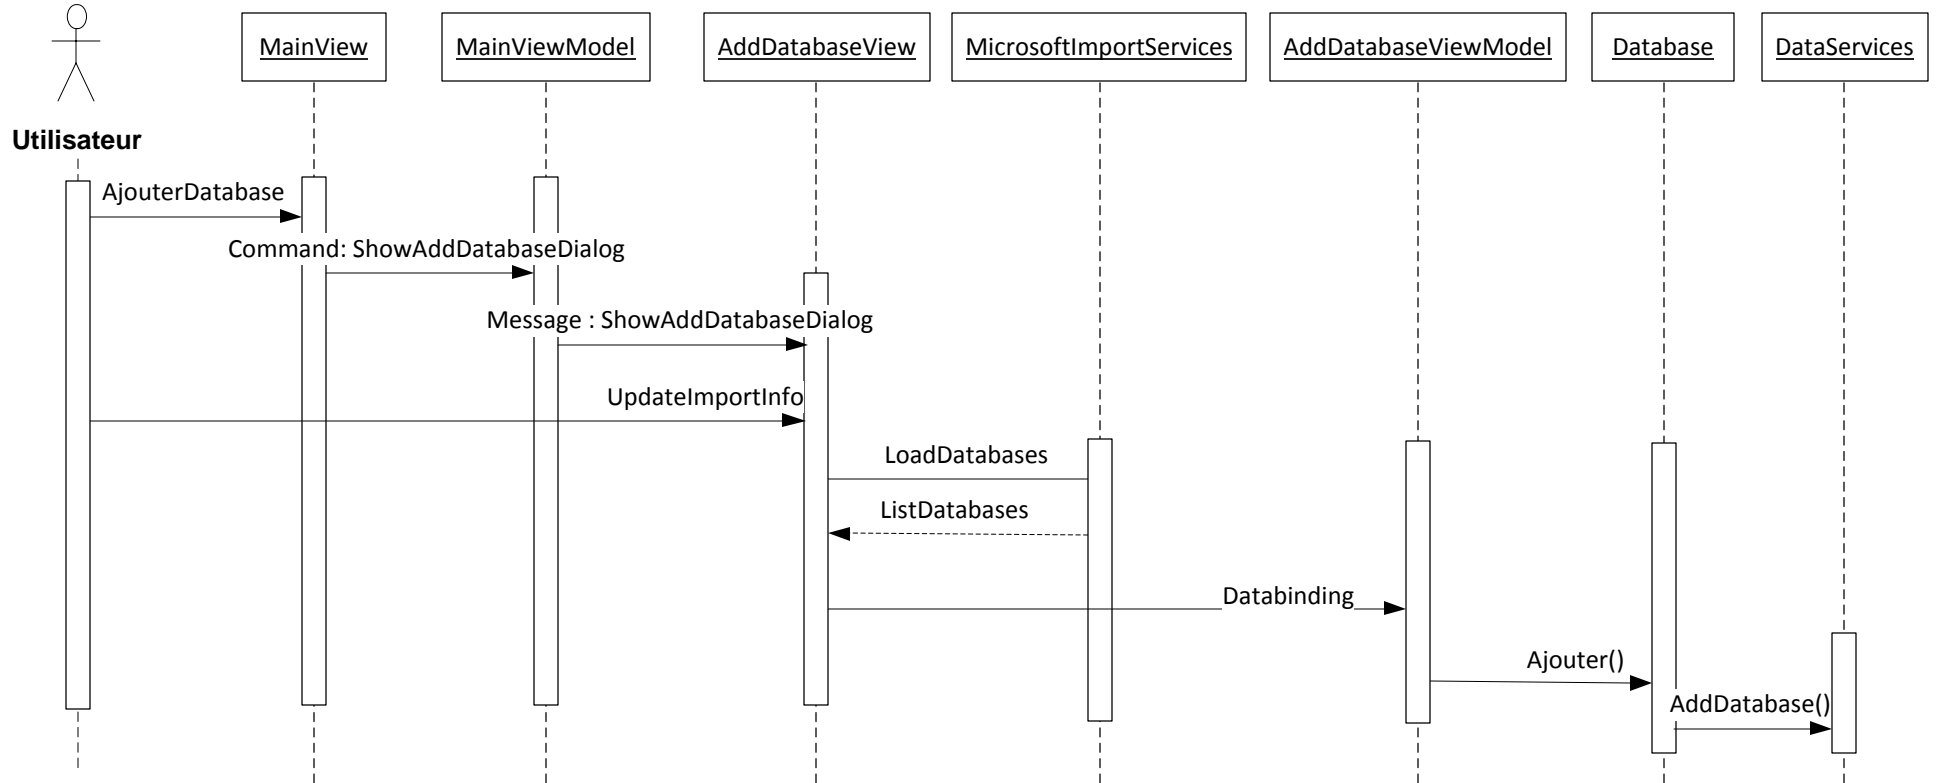 MainView
MainViewModel
AddDatabaseView
MicrosoftImportServices
AddDatabaseViewModel
Database
DataServices
Utilisateur
AjouterDatabase
Command: ShowAddDatabaseDialog
Message : ShowAddDatabaseDialog
UpdateImportInfo
LoadDatabases
ListDatabases
Databinding
Ajouter()
AddDatabase()